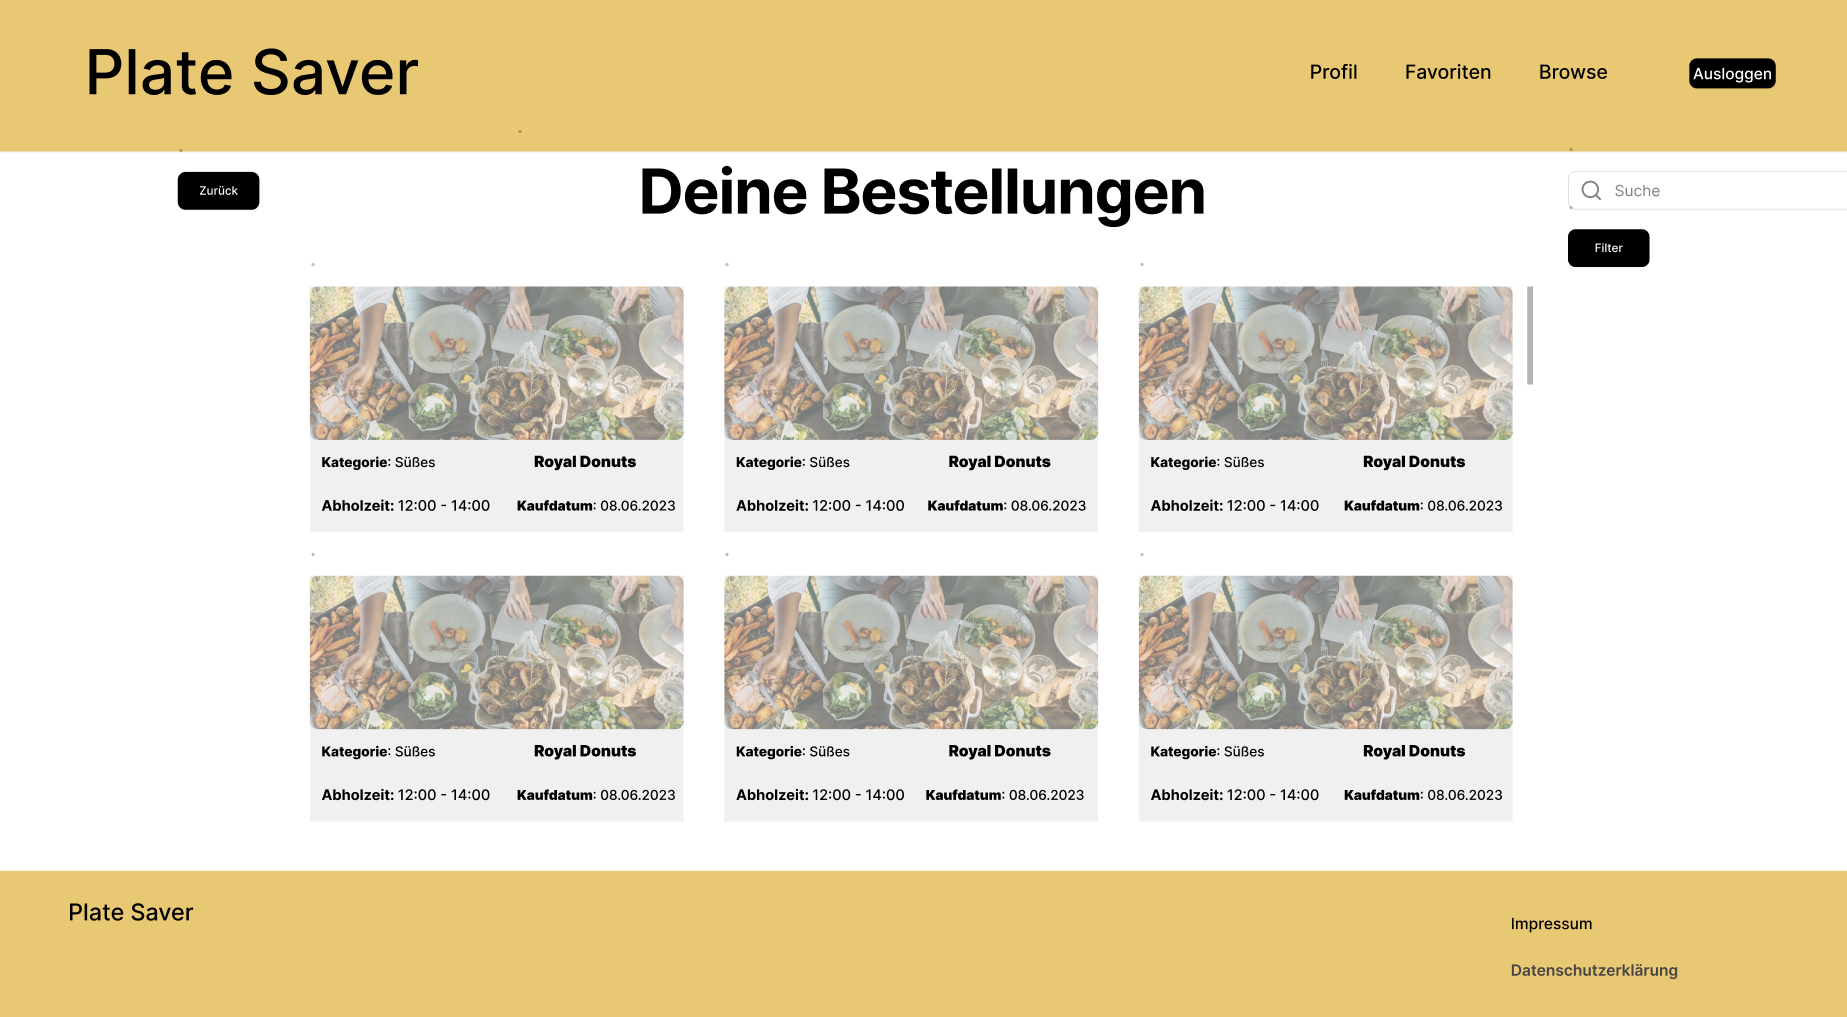 Plate Saver
Profil Favoriten Browse Ausloggen
Zurück
Deine Bestellungen
Suche
Filter
Kategorie: Süßes Royal Donuts
Abholzeit: 12:00 - 14:00 Kaufdatum: 08.06.2023
Kategorie: Süßes Royal Donuts
Abholzeit: 12:00 - 14:00 Kaufdatum: 08.06.2023
Kategorie: Süßes Royal Donuts
Abholzeit: 12:00 - 14:00 Kaufdatum: 08.06.2023
Kategorie: Süßes Royal Donuts
Abholzeit: 12:00 - 14:00 Kaufdatum: 08.06.2023
Kategorie: Süßes Royal Donuts
Abholzeit: 12:00 - 14:00 Kaufdatum: 08.06.2023
Kategorie: Süßes Royal Donuts
Abholzeit: 12:00 - 14:00 Kaufdatum: 08.06.2023
Plate Saver
Impressum
Datenschutzerklärung